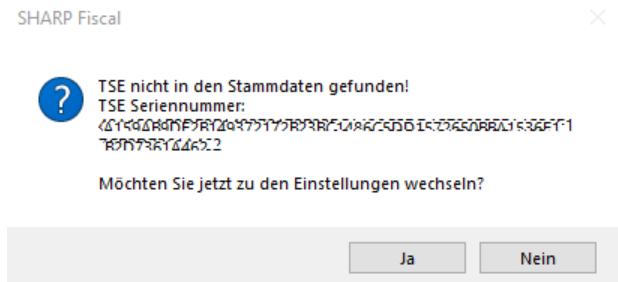 SHARP Fiscal
TSE nicht in den Stammdaten gefunden!
TSE Seriennummer:
Möchten Sie jetzt zu den Einstellungen wechseln?
Ja
Nein